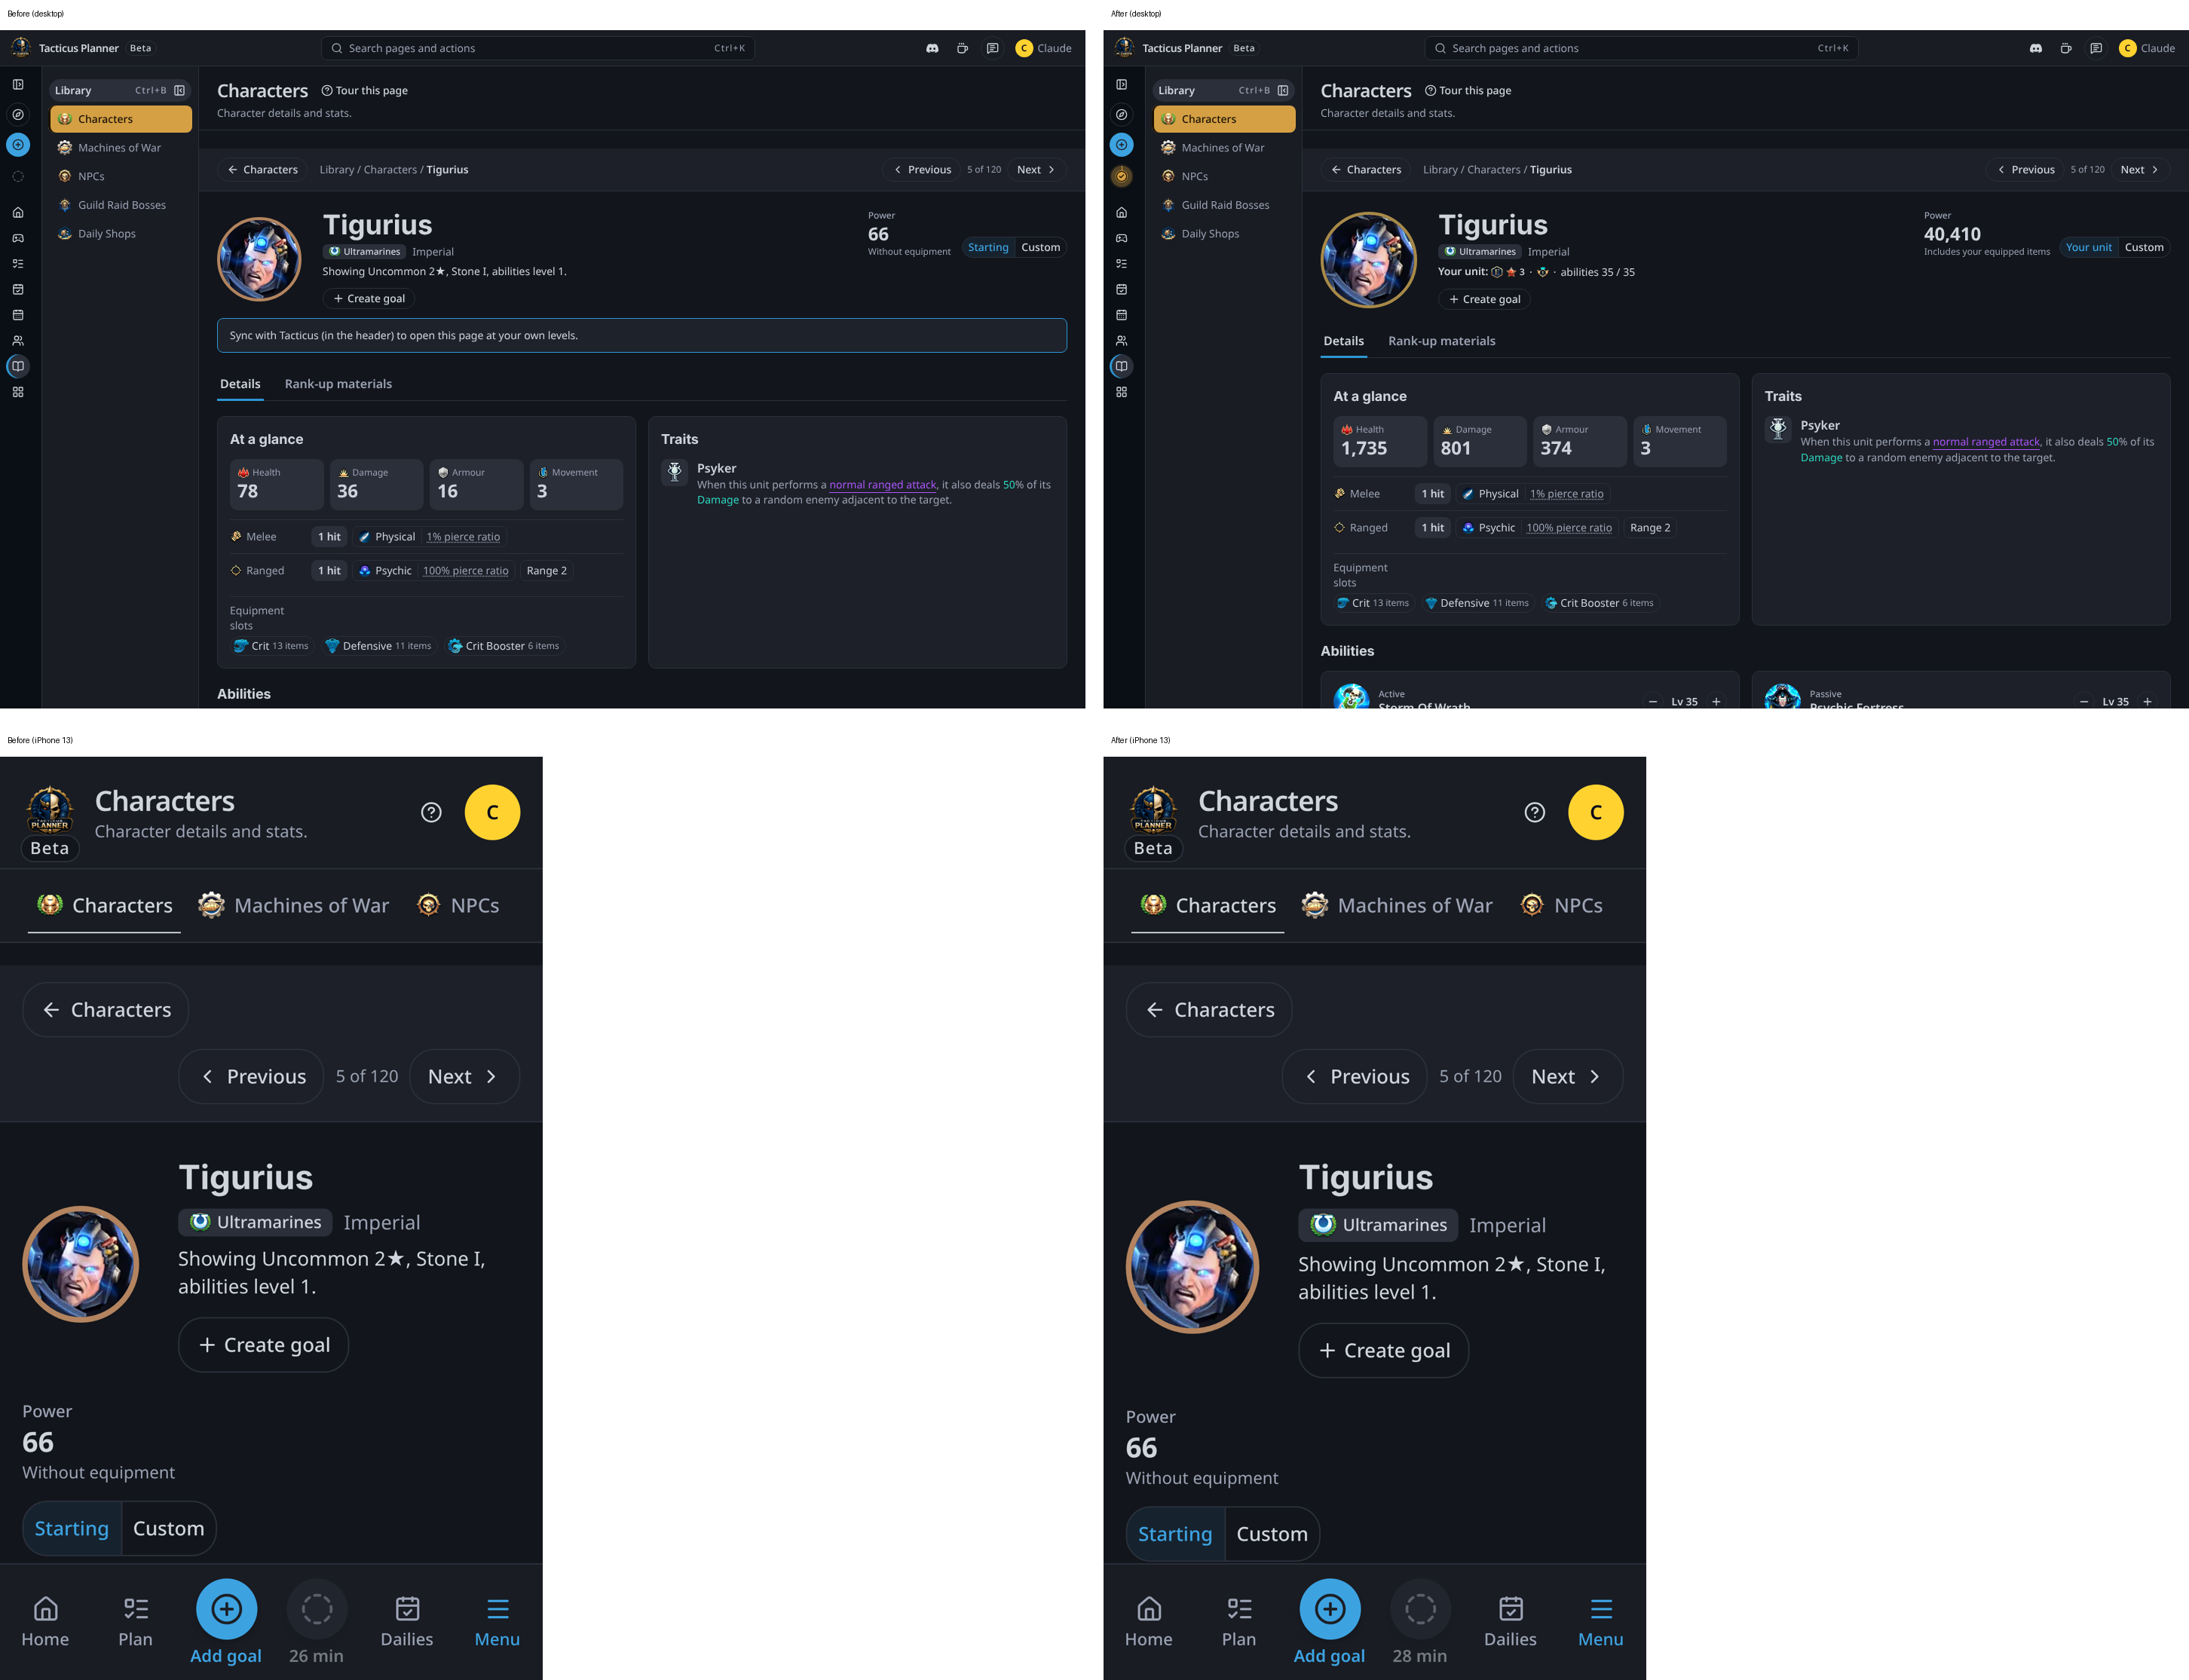 Before (desktop)
Tacticus Planner Beta
Search pages and actions Ctrl+K
C Claude
Library Ctrl+B
Characters
Machines of War
NPCs
Guild Raid Bosses
Daily Shops
Characters Tour this page
Character details and stats.
← Characters Library / Characters / Tigurius
Previous 5 of 120 Next
Tigurius
Ultramarines Imperial
Showing Uncommon 2★, Stone I, abilities level 1.
+ Create goal
Power
66
Without equipment
Starting Custom
Sync with Tacticus (in the header) to open this page at your own levels.
Details Rank-up materials
At a glance
Health Damage Armour Movement
78 36 16 3
Melee 1 hit Physical 1% pierce ratio
Ranged 1 hit Psychic 100% pierce ratio Range 2
Equipment
slots
Crit 13 items Defensive 11 items Crit Booster 6 items
Traits
Psyker
When this unit performs a normal ranged attack, it also deals 50% of its
Damage to a random enemy adjacent to the target.
Abilities
After (desktop)
Tacticus Planner Beta
Search pages and actions Ctrl+K
C Claude
Library Ctrl+B
Characters
Machines of War
NPCs
Guild Raid Bosses
Daily Shops
Characters Tour this page
Character details and stats.
← Characters Library / Characters / Tigurius
Previous 5 of 120 Next
Tigurius
Ultramarines Imperial
Your unit: 3 · · abilities 35 / 35
+ Create goal
Power
40,410
Includes your equipped items
Your unit Custom
Details Rank-up materials
At a glance
Health Damage Armour Movement
1,735 801 374 3
Melee 1 hit Physical 1% pierce ratio
Ranged 1 hit Psychic 100% pierce ratio Range 2
Equipment
slots
Crit 13 items Defensive 11 items Crit Booster 6 items
Traits
Psyker
When this unit performs a normal ranged attack, it also deals 50% of its
Damage to a random enemy adjacent to the target.
Abilities
Active
Storm Of Wrath
− Lv 35 +
Passive
Psychic Fortress
− Lv 35 +
Before (iPhone 13)
TACTICUS
PLANNER
Beta
Characters
Character details and stats.
C
Characters Machines of War NPCs
← Characters
Previous 5 of 120 Next
Tigurius
Ultramarines Imperial
Showing Uncommon 2★, Stone I,
abilities level 1.
+ Create goal
Power
66
Without equipment
Starting Custom
Home Plan Add goal 26 min Dailies Menu
After (iPhone 13)
TACTICUS
PLANNER
Beta
Characters
Character details and stats.
C
Characters Machines of War NPCs
← Characters
Previous 5 of 120 Next
Tigurius
Ultramarines Imperial
Showing Uncommon 2★, Stone I,
abilities level 1.
+ Create goal
Power
66
Without equipment
Starting Custom
Home Plan Add goal 28 min Dailies Menu